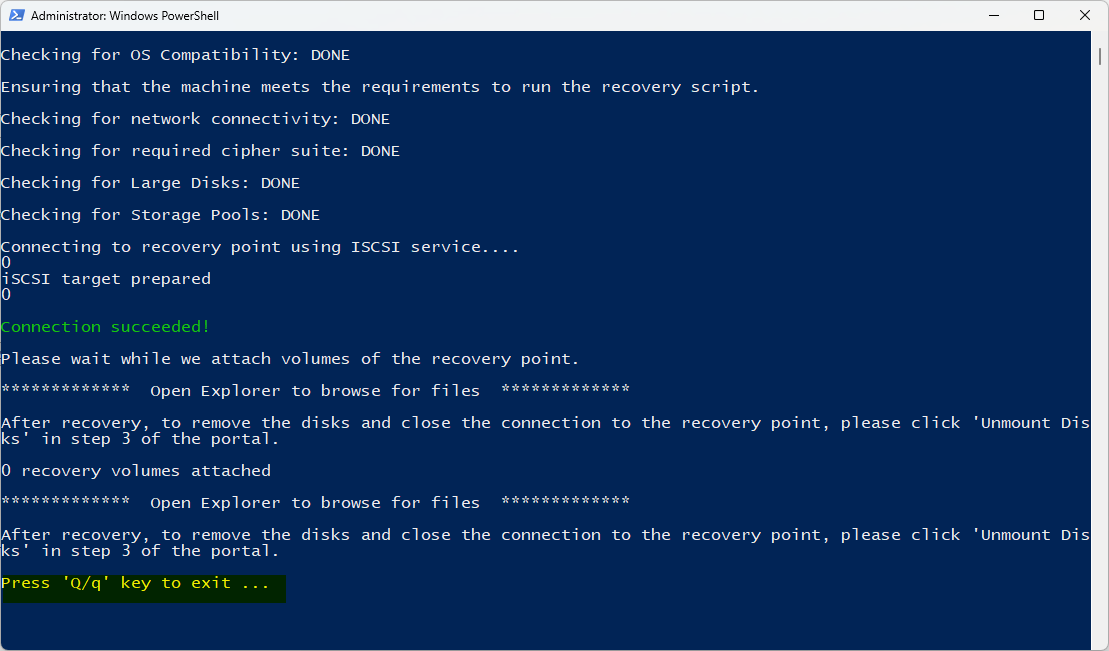 Administrator: Windows PowerShell
Checking for OS Compatibility: DONE
Ensuring that the machine meets the requirements to run the recovery script.
Checking for network connectivity: DONE
Checking for required cipher suite: DONE
Checking for Large Disks: DONE
Checking for Storage Pools: DONE
Connecting to recovery point using ISCSI service....
0
iSCSI target prepared
0
Connection succeeded!
Please wait while we attach volumes of the recovery point.
************* Open Explorer to browse for files *************
After recovery, to remove the disks and close the connection to the recovery point, please click 'Unmount Dis
ks' in step 3 of the portal.
0 recovery volumes attached
************* Open Explorer to browse for files *************
After recovery, to remove the disks and close the connection to the recovery point, please click 'Unmount Dis
ks' in step 3 of the portal.
Press 'Q/q' key to exit ...